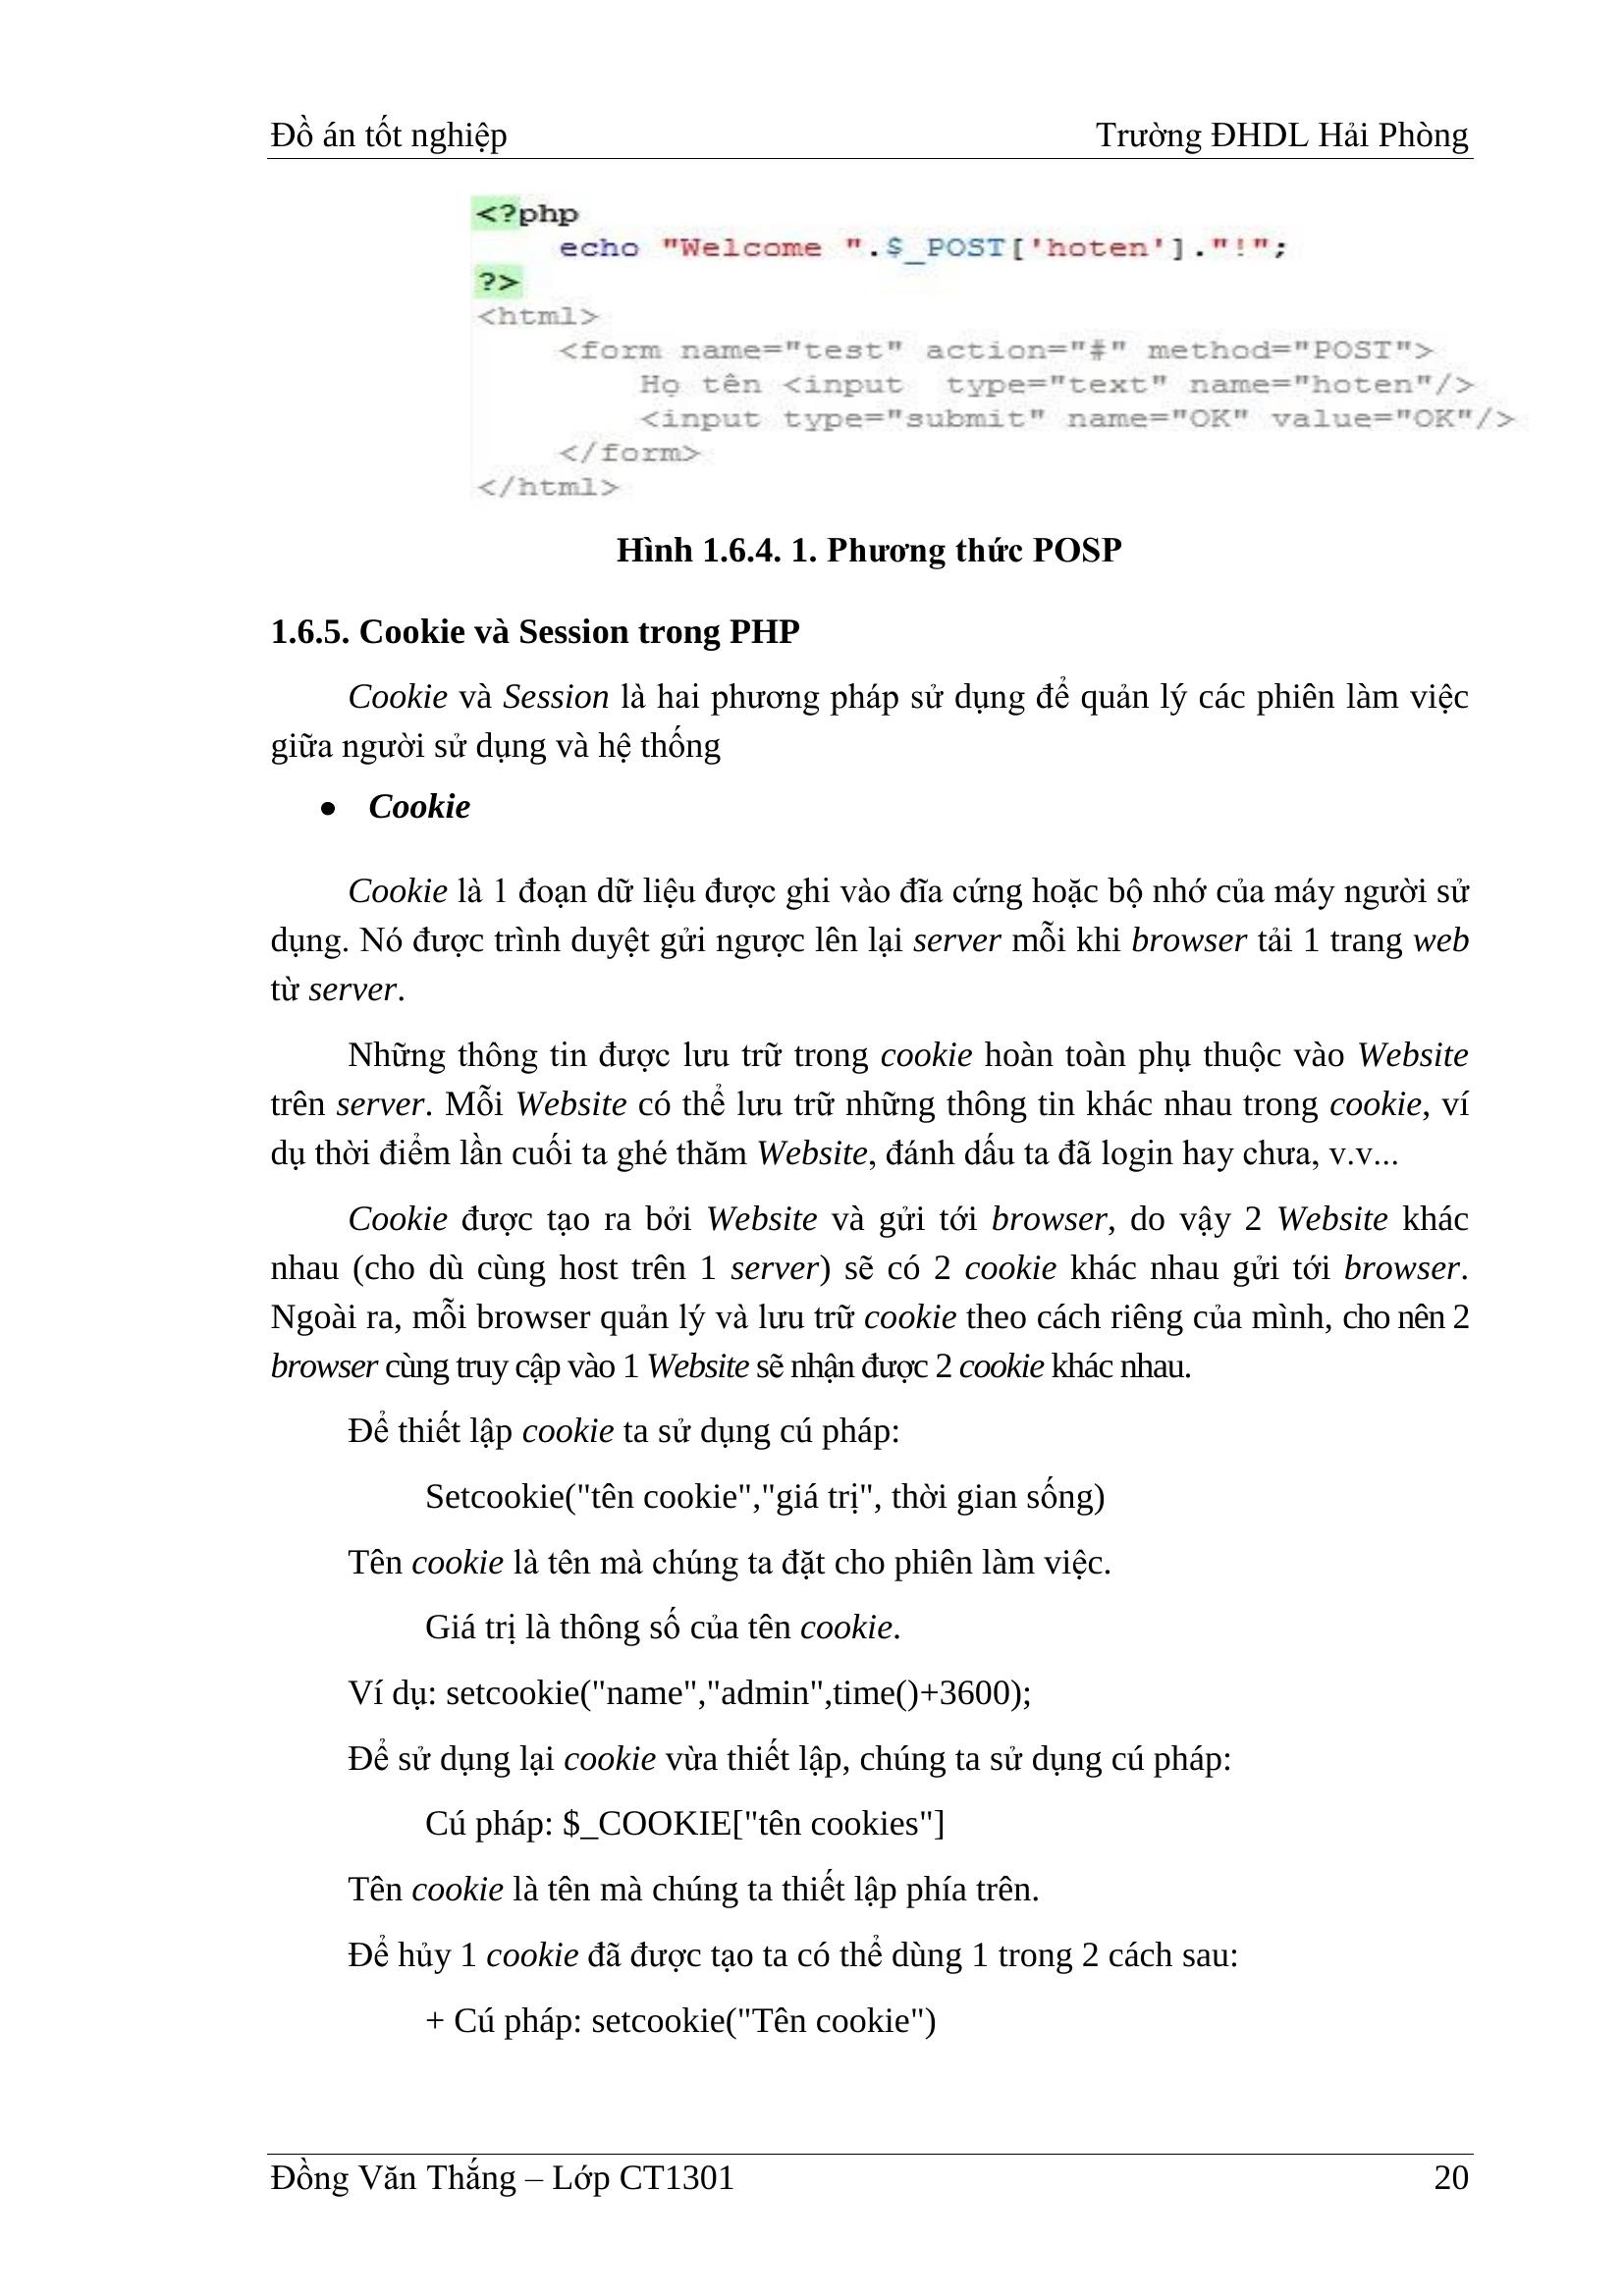 Đồ án tốt nghiệp Trường ĐHDL Hải Phòng
<?php
echo "Welcome ".$_POST['hoten']."!";
?>
<html>
<form name="test" action="#" method="POST">
Họ tên <input type="text" name="hoten"/>
<input type="submit" name="OK" value="OK"/>
</form>
</html>
Hình 1.6.4. 1. Phương thức POSP
1.6.5. Cookie và Session trong PHP
Cookie và Session là hai phương pháp sử dụng để quản lý các phiên làm việc
giữa người sử dụng và hệ thống
• Cookie
Cookie là 1 đoạn dữ liệu được ghi vào đĩa cứng hoặc bộ nhớ của máy người sử
dụng. Nó được trình duyệt gửi ngược lên lại server mỗi khi browser tải 1 trang web
từ server.
Những thông tin được lưu trữ trong cookie hoàn toàn phụ thuộc vào Website
trên server. Mỗi Website có thể lưu trữ những thông tin khác nhau trong cookie, ví
dụ thời điểm lần cuối ta ghé thăm Website, đánh dấu ta đã login hay chưa, v.v...
Cookie được tạo ra bởi Website và gửi tới browser, do vậy 2 Website khác
nhau (cho dù cùng host trên 1 server) sẽ có 2 cookie khác nhau gửi tới browser.
Ngoài ra, mỗi browser quản lý và lưu trữ cookie theo cách riêng của mình, cho nên 2
browser cùng truy cập vào 1 Website sẽ nhận được 2 cookie khác nhau.
Để thiết lập cookie ta sử dụng cú pháp:
Setcookie("tên cookie","giá trị", thời gian sống)
Tên cookie là tên mà chúng ta đặt cho phiên làm việc.
Giá trị là thông số của tên cookie.
Ví dụ: setcookie("name","admin",time()+3600);
Để sử dụng lại cookie vừa thiết lập, chúng ta sử dụng cú pháp:
Cú pháp: $_COOKIE["tên cookies"]
Tên cookie là tên mà chúng ta thiết lập phía trên.
Để hủy 1 cookie đã được tạo ta có thể dùng 1 trong 2 cách sau:
+ Cú pháp: setcookie("Tên cookie")
Đồng Văn Thắng – Lớp CT1301 20